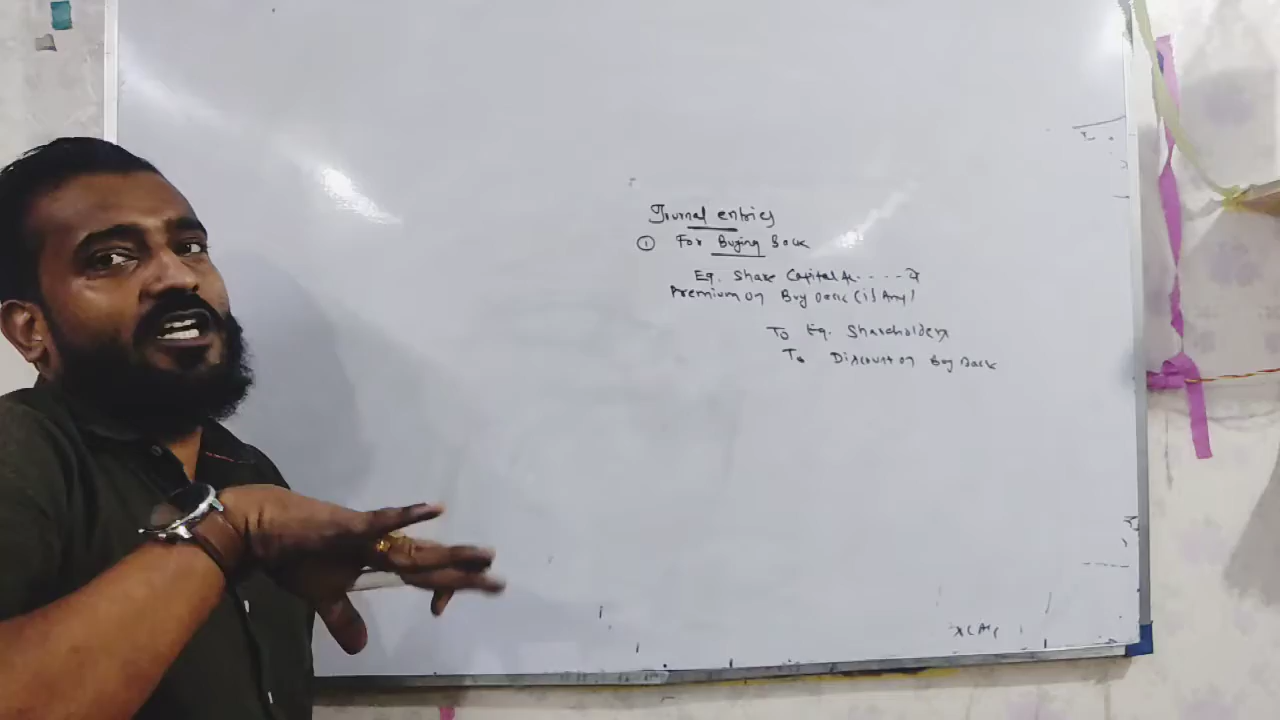 Journal entries
① For Buying Back
Eq. Share Capital A/c ..... Dr
Premium on Buy Back (if Any)
To Eq. Shareholders
To Discount on Buy Back